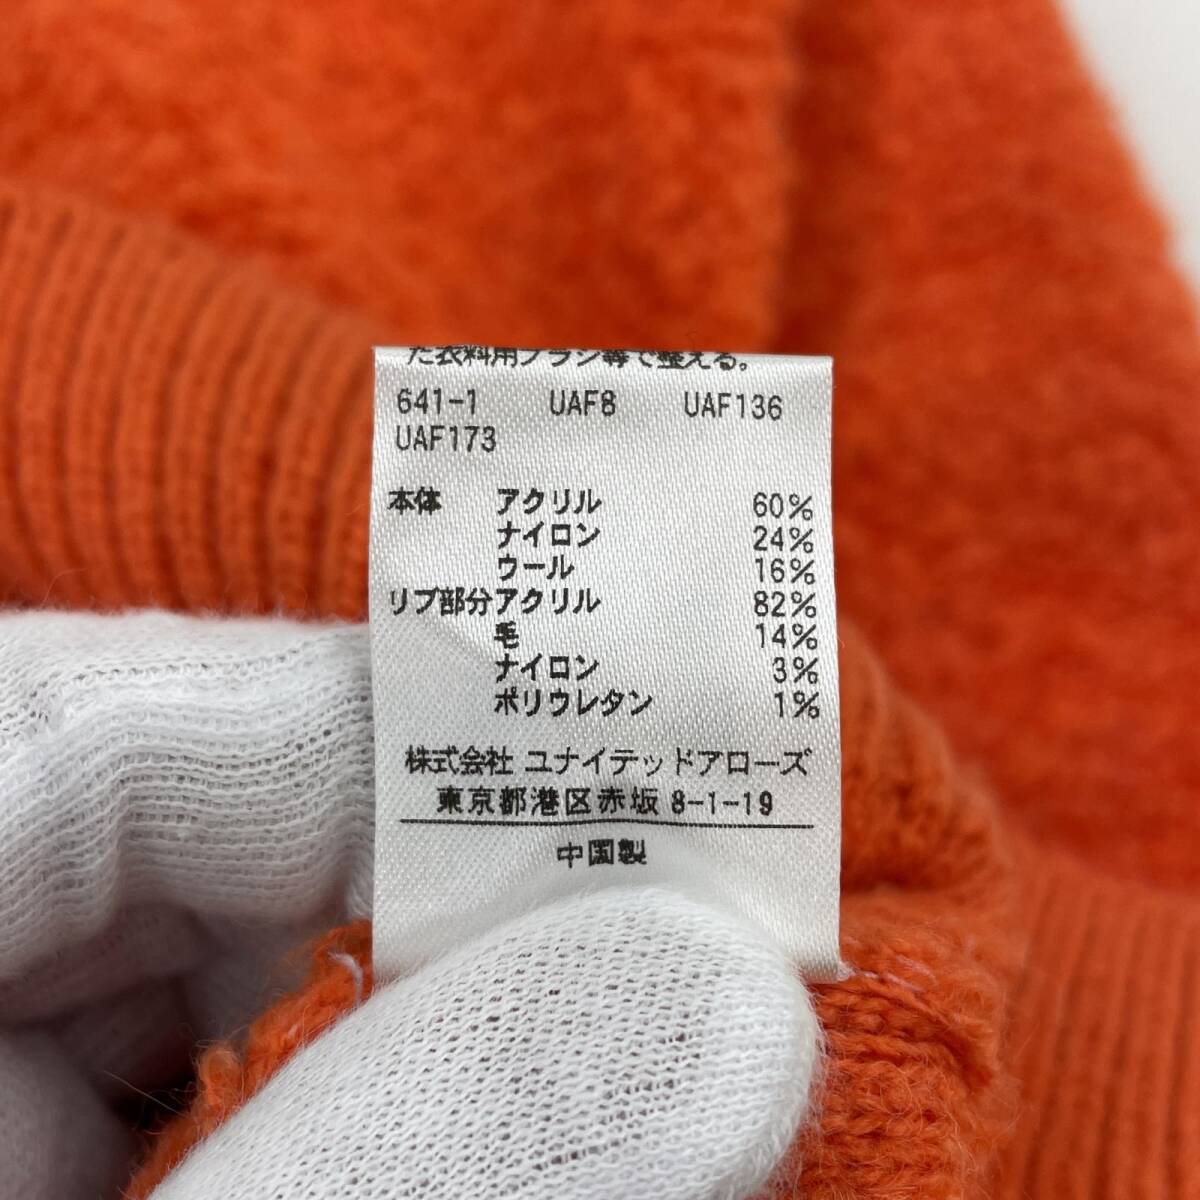 た衣料用ブラシ等で整える。
641-1 UAF8 UAF136
UAF173
本体 アクリル 60%
ナイロン 24%
ウール 16%
リブ部分アクリル 82%
毛 14%
ナイロン 3%
ポリウレタン 1%
株式会社 ユナイテッドアローズ
東京都港区赤坂 8-1-19
中国製